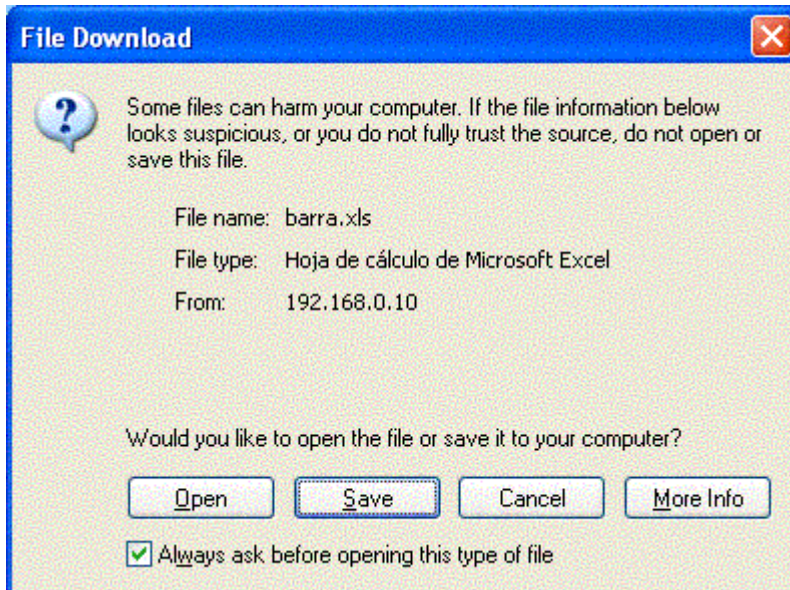 File Download
Some files can harm your computer. If the file information below
looks suspicious, or you do not fully trust the source, do not open or
save this file.
File name: barra.xls
File type: Hoja de cálculo de Microsoft Excel
From: 192.168.0.10
Would you like to open the file or save it to your computer?
Open Save Cancel More Info
Always ask before opening this type of file